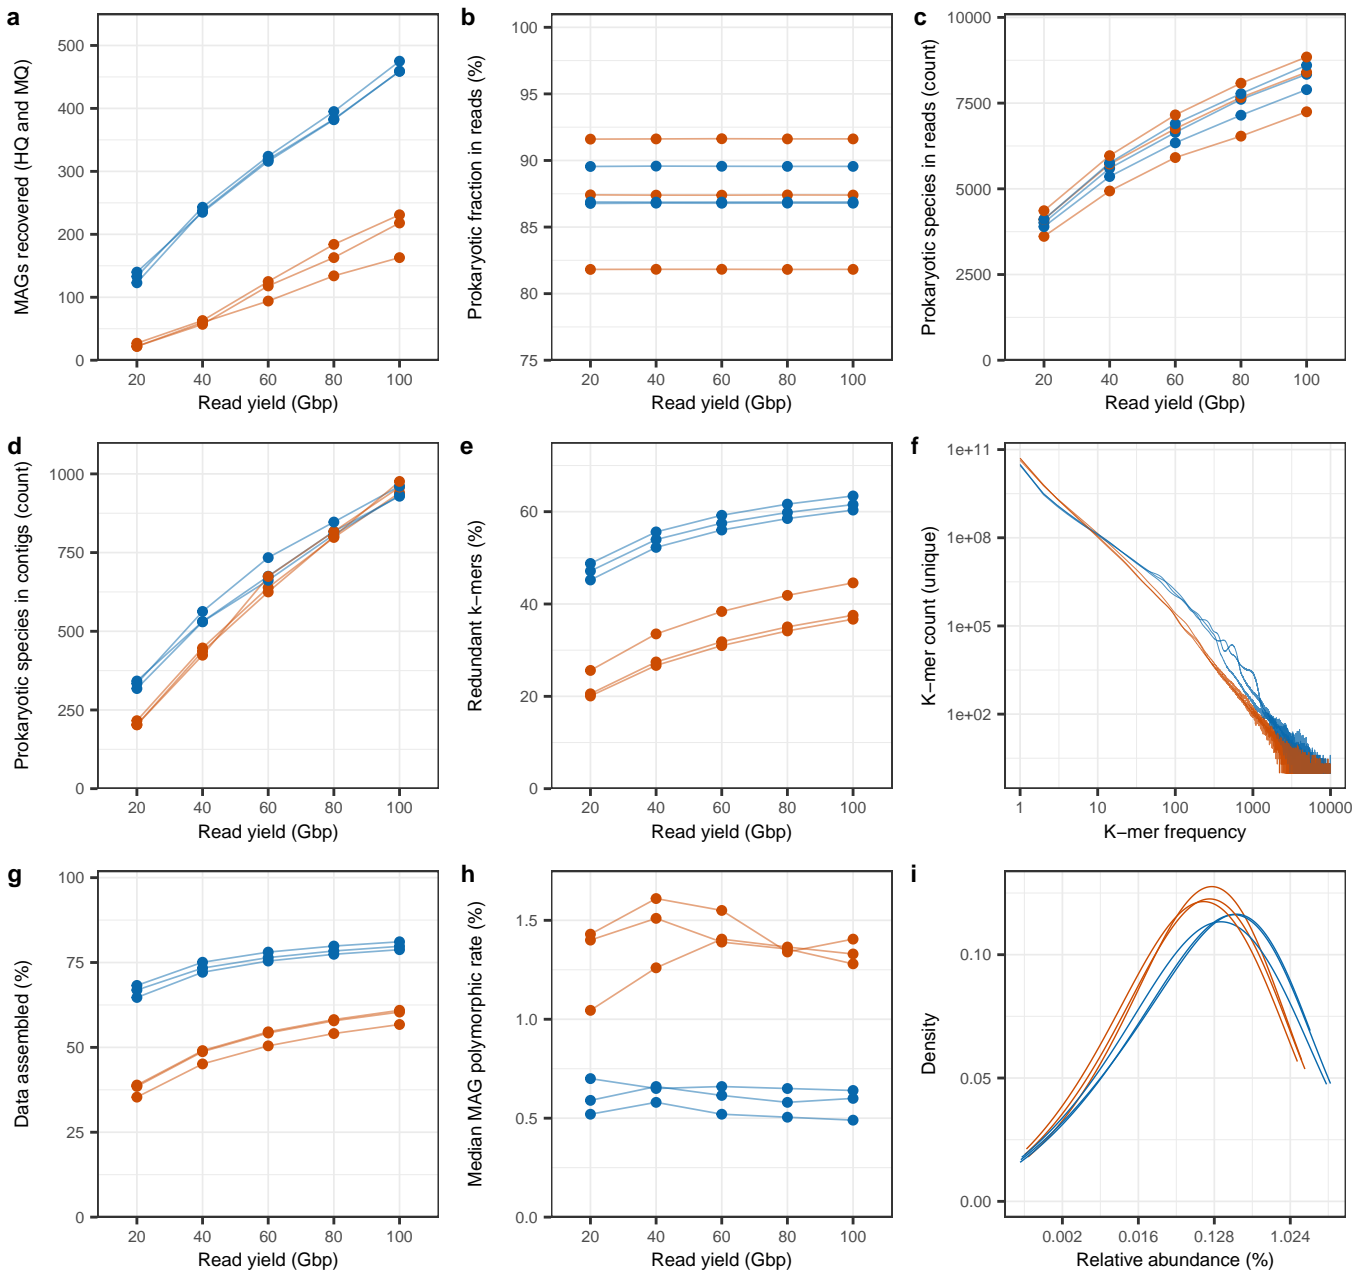 a
MAGs recovered (HQ and MQ)
500
400
300
200
100
0
20 40 60 80 100
Read yield (Gbp)
b
Prokaryotic fraction in reads (%)
100
95
90
85
80
75
20 40 60 80 100
Read yield (Gbp)
c
Prokaryotic species in reads (count)
10000
7500
5000
2500
0
20 40 60 80 100
Read yield (Gbp)
d
Prokaryotic species in contigs (count)
1000
750
500
250
0
20 40 60 80 100
Read yield (Gbp)
e
Redundant k−mers (%)
60
40
20
0
20 40 60 80 100
Read yield (Gbp)
f
K−mer count (unique)
1e+11
1e+08
1e+05
1e+02
1 10 100 1000 10000
K−mer frequency
g
Data assembled (%)
100
75
50
25
0
20 40 60 80 100
Read yield (Gbp)
h
Median MAG polymorphic rate (%)
1.5
1.0
0.5
0.0
20 40 60 80 100
Read yield (Gbp)
i
Density
0.10
0.05
0.00
0.002 0.016 0.128 1.024
Relative abundance (%)